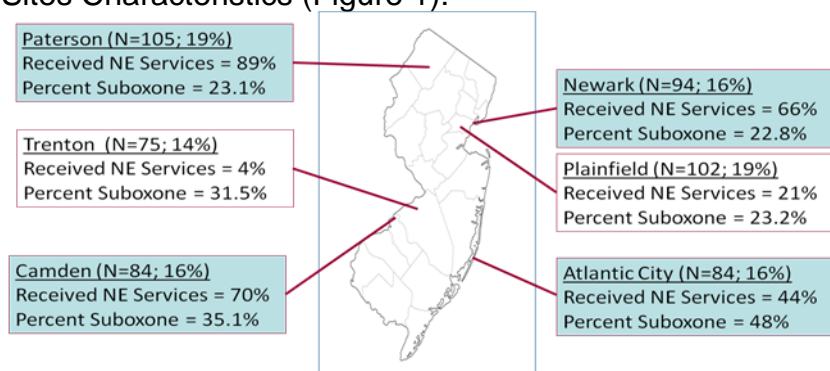 Sites Characteristics (Figure 1).
Paterson (N=105; 19%)
Received NE Services = 89%
Percent Suboxone = 23.1%
Trenton (N=75; 14%)
Received NE Services = 4%
Percent Suboxone = 31.5%
Camden (N=84; 16%)
Received NE Services = 70%
Percent Suboxone = 35.1%
Newark (N=94; 16%)
Received NE Services = 66%
Percent Suboxone = 22.8%
Plainfield (N=102; 19%)
Received NE Services = 21%
Percent Suboxone = 23.2%
Atlantic City (N=84; 16%)
Received NE Services = 44%
Percent Suboxone = 48%